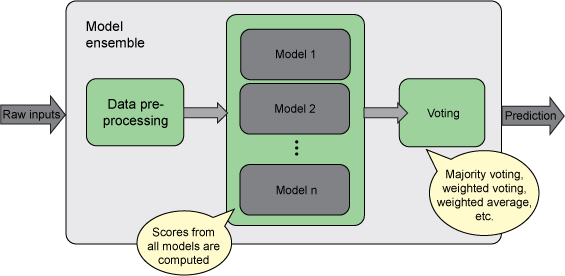 Model
ensemble
Raw inputs
Data pre-
processing
Model 1
Model 2
Model n
Voting
Prediction
Scores from
all models are
computed
Majority voting,
weighted voting,
weighted average,
etc.